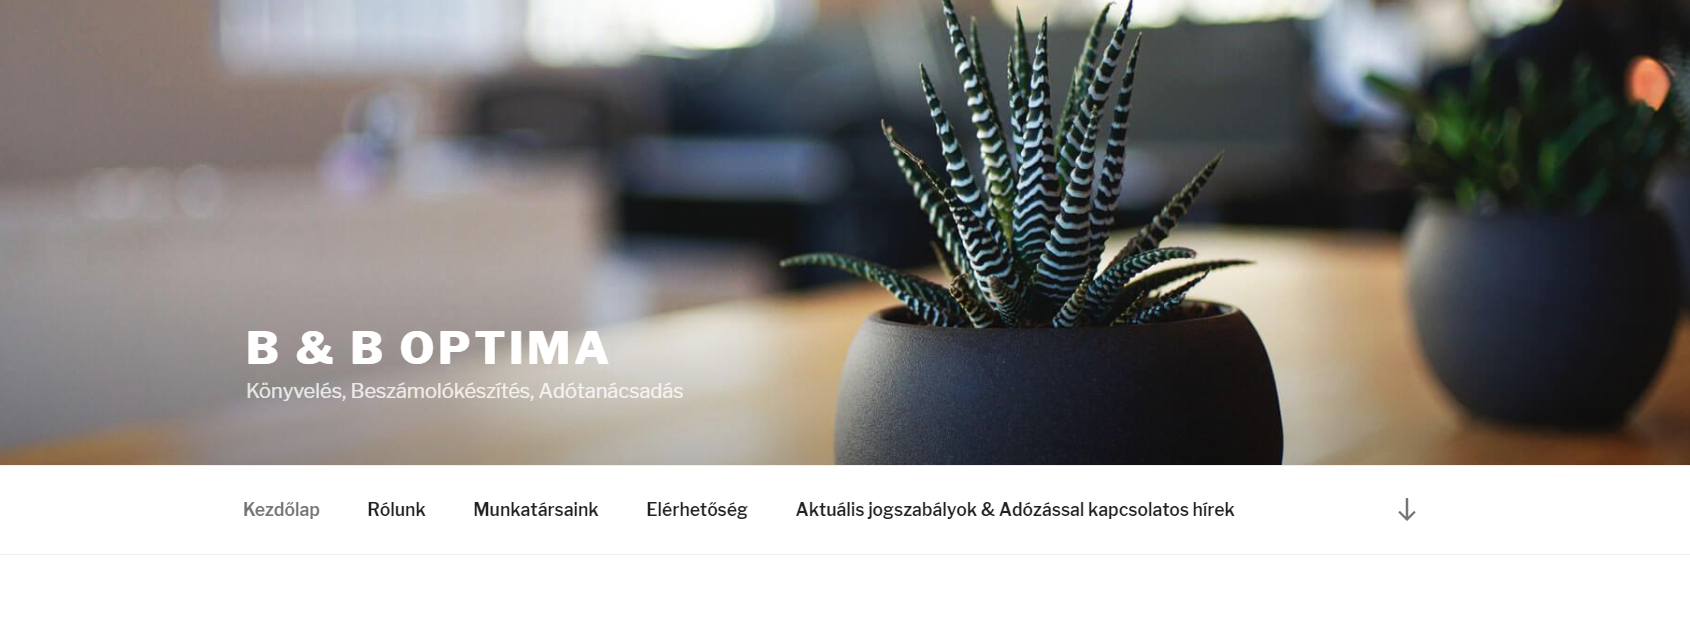 B & B OPTIMA
Könyvelés, Beszámolókészítés, Adótanácsadás
Kezdőlap Rólunk Munkatársaink Elérhetőség Aktuális jogszabályok & Adózással kapcsolatos hírek